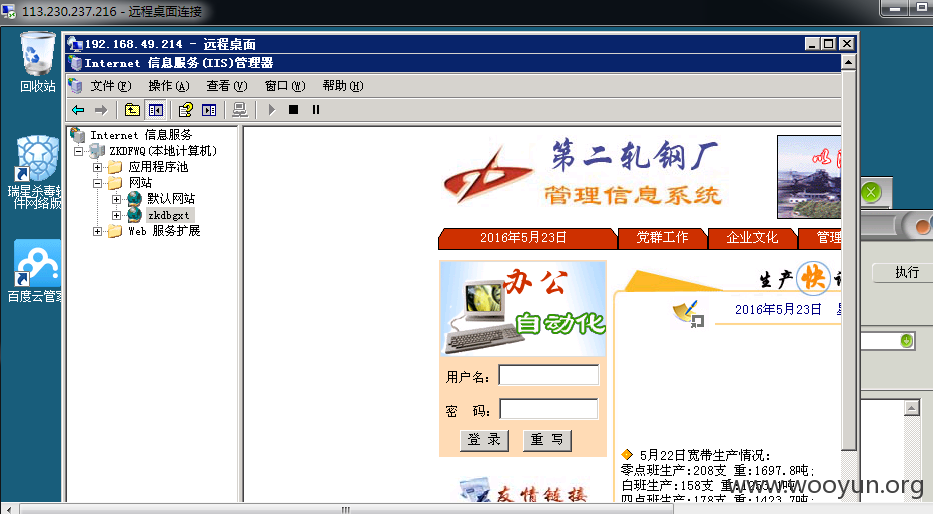 113.230.237.216 - 远程桌面连接
回收站
瑞星杀毒软件网络版
百度云管家
192.168.49.214 - 远程桌面
Internet 信息服务(IIS)管理器
文件(F) 操作(A) 查看(V) 窗口(W) 帮助(H)
Internet 信息服务
ZKDFWQ(本地计算机)
应用程序池
网站
默认网站
zkdbgxt
Web 服务扩展
第二轧钢厂
管理信息系统
2016年5月23日 党群工作 企业文化 管理
办公
自动化
用户名:
密 码:
登 录 重 写
友情链接
生产快
2016年5月23日
5月22日宽带生产情况:
零点班生产:208支 重:1697.8吨;
白班生产:158支 重:1253.1吨
四点班生产:178支 重:1423.7吨;
执行
www.wooyun.org